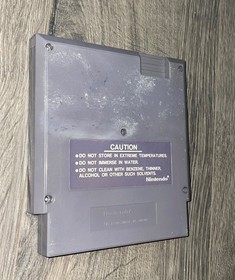 CAUTION
●DO NOT STORE IN EXTREME TEMPERATURES.
●DO NOT IMMERSE IN WATER.
●DO NOT CLEAN WITH BENZENE, THINNER,
ALCOHOL OR OTHER SUCH SOLVENTS.
Nintendo®